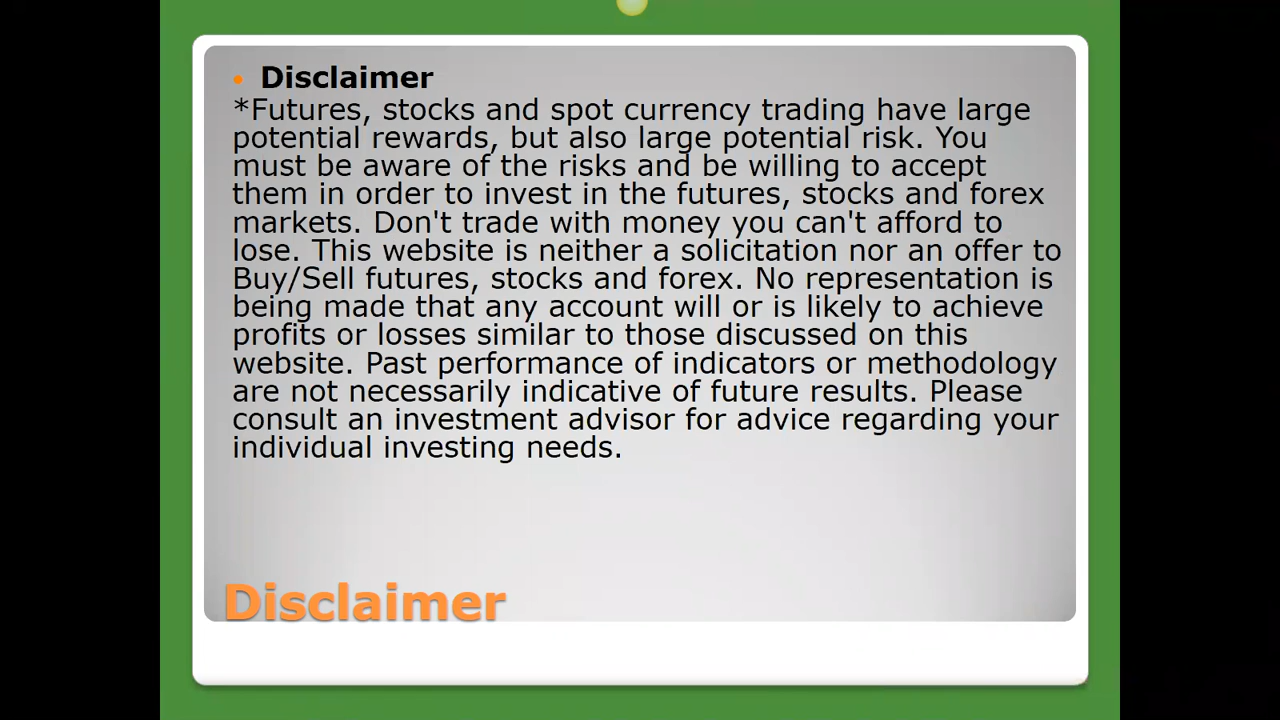 Disclaimer
*Futures, stocks and spot currency trading have large
potential rewards, but also large potential risk. You
must be aware of the risks and be willing to accept
them in order to invest in the futures, stocks and forex
markets. Don't trade with money you can't afford to
lose. This website is neither a solicitation nor an offer to
Buy/Sell futures, stocks and forex. No representation is
being made that any account will or is likely to achieve
profits or losses similar to those discussed on this
website. Past performance of indicators or methodology
are not necessarily indicative of future results. Please
consult an investment advisor for advice regarding your
individual investing needs.
Disclaimer